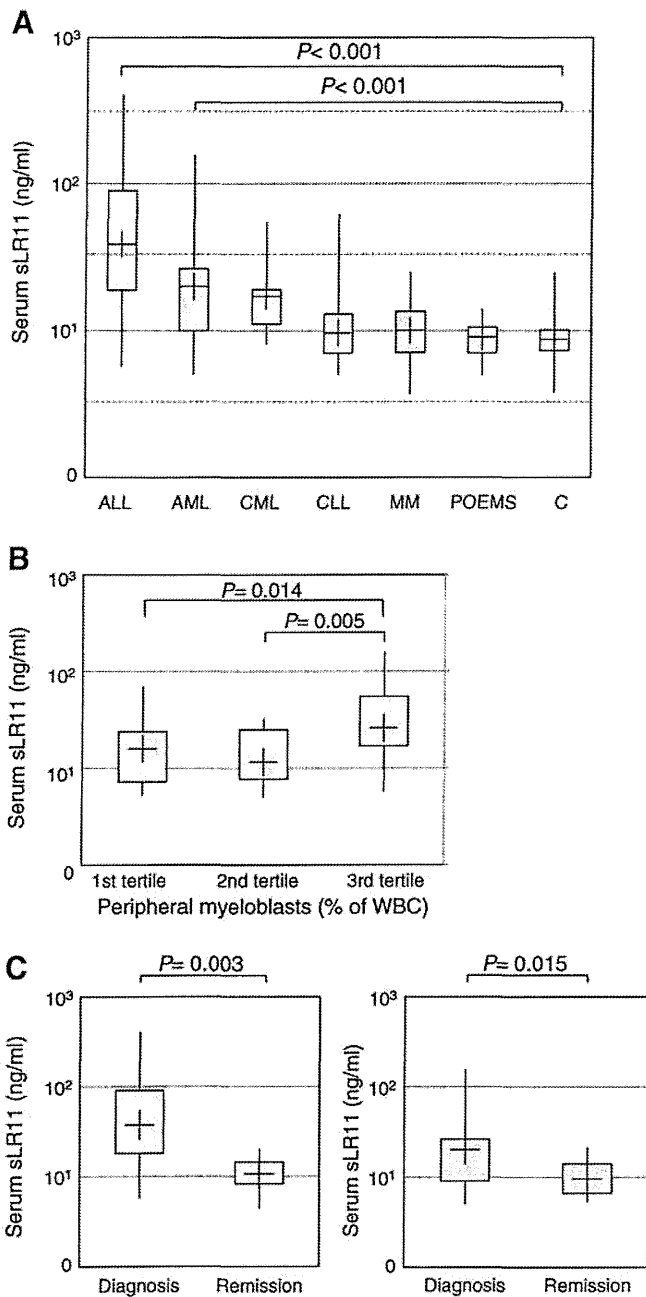 A
10³
P< 0.001
P< 0.001
10²
Serum sLR11 (ng/ml)
10¹
0
ALL AML CML CLL MM POEMS C
B
10³
P= 0.014
P= 0.005
10²
Serum sLR11 (ng/ml)
10¹
0
1st tertile 2nd tertile 3rd tertile
Peripheral myeloblasts (% of WBC)
C
P= 0.003
10³
10²
Serum sLR11 (ng/ml)
10¹
0
Diagnosis Remission
P= 0.015
10³
10²
Serum sLR11 (ng/ml)
10¹
0
Diagnosis Remission